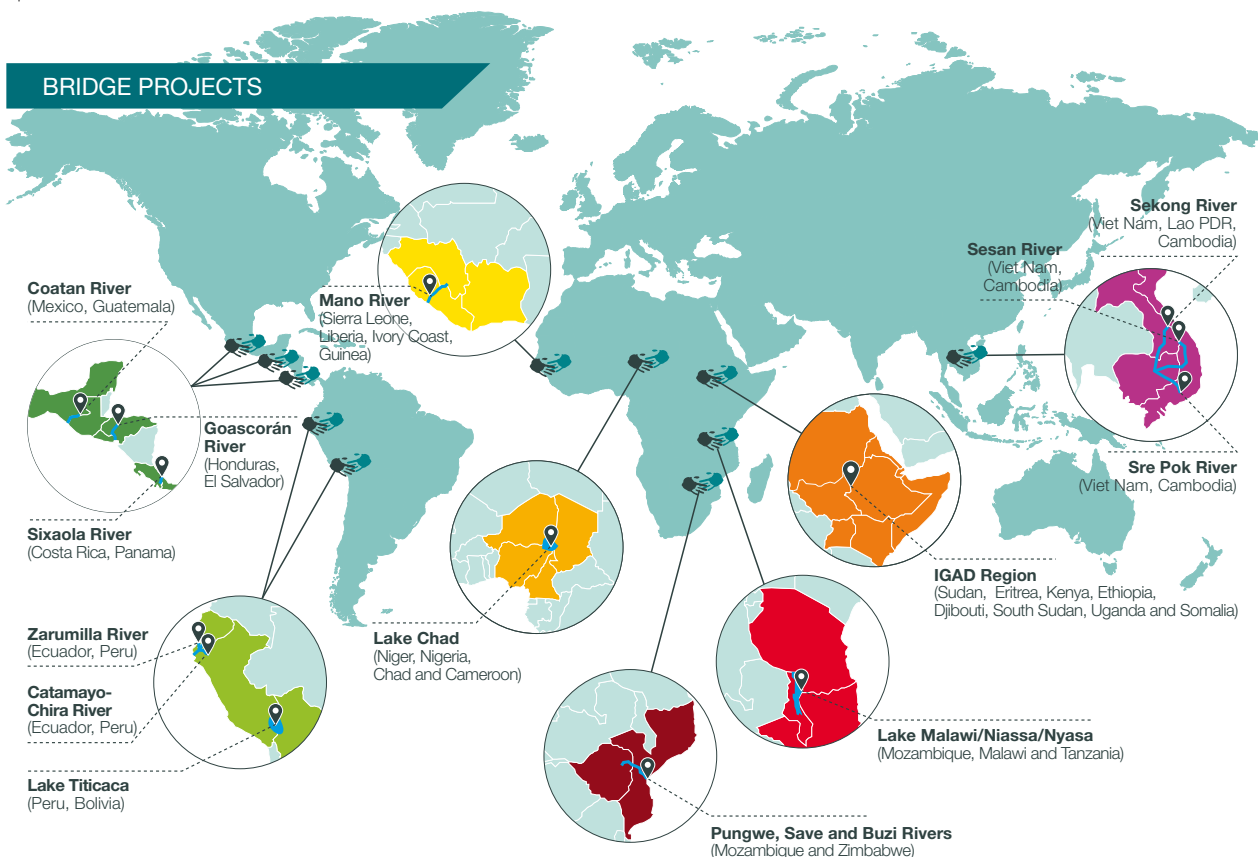 BRIDGE PROJECTS
Sekong River
(Viet Nam, Lao PDR,
Cambodia)
Sesan River
(Viet Nam,
Cambodia)
Coatan River
(Mexico, Guatemala)
Mano River
(Sierra Leone,
Liberia, Ivory Coast,
Guinea)
Goascorán
River
(Honduras,
El Salvador)
Sre Pok River
(Viet Nam, Cambodia)
Sixaola River
(Costa Rica, Panama)
IGAD Region
(Sudan, Eritrea, Kenya, Ethiopia,
Djibouti, South Sudan, Uganda and Somalia)
Zarumilla River
(Ecuador, Peru)
Lake Chad
(Niger, Nigeria,
Chad and Cameroon)
Catamayo-
Chira River
(Ecuador, Peru)
Lake Malawi/Niassa/Nyasa
(Mozambique, Malawi and Tanzania)
Lake Titicaca
(Peru, Bolivia)
Pungwe, Save and Buzi Rivers
(Mozambique and Zimbabwe)